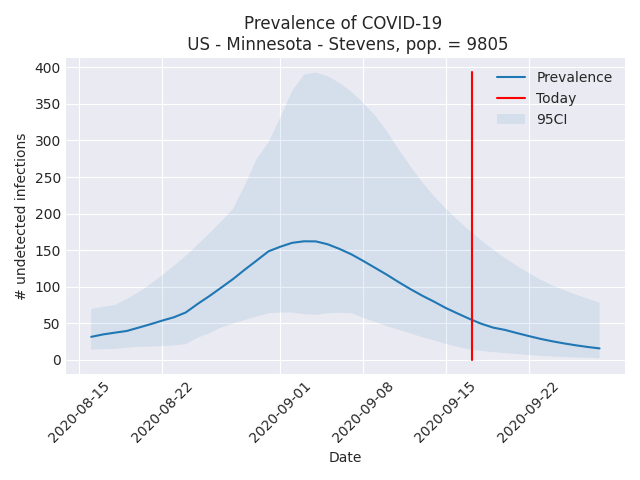 Prevalence of COVID-19
US - Minnesota - Stevens, pop. = 9805
400
350
300
250
200
150
100
50
0
# undetected infections
Prevalence
Today
95CI
2020-08-15
2020-08-22
2020-09-01
2020-09-08
2020-09-15
2020-09-22
Date